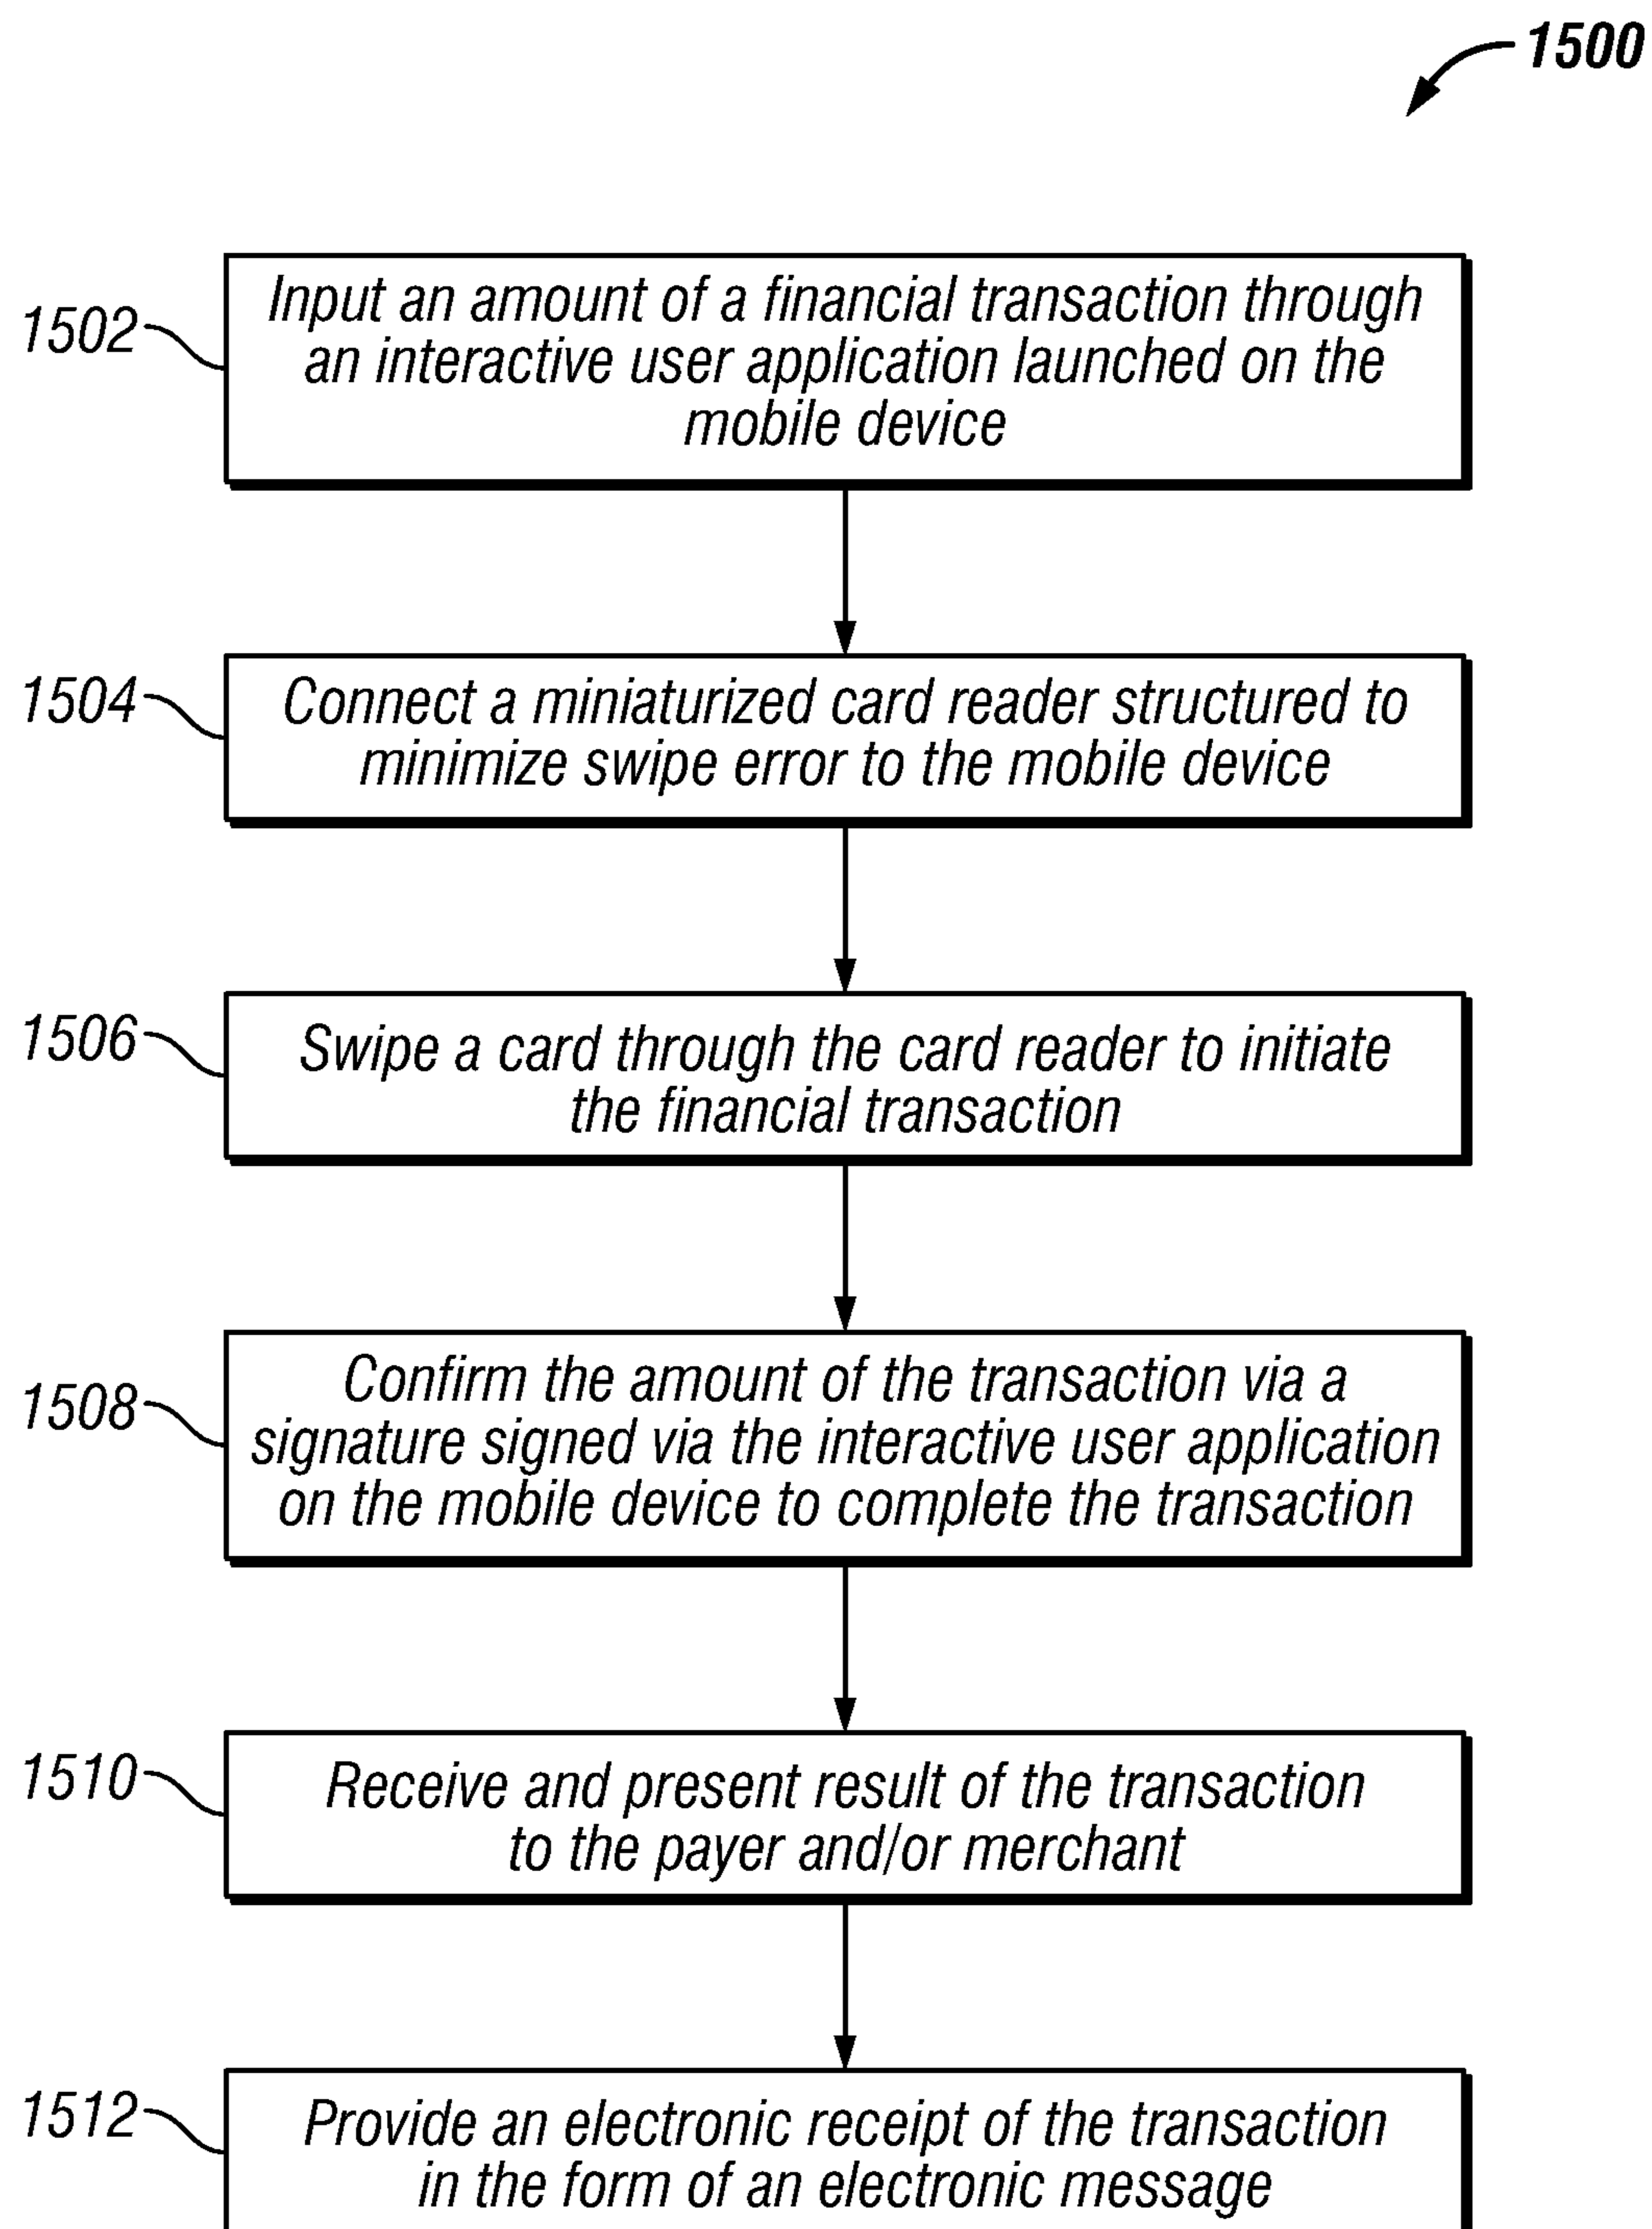 1500
1502
Input an amount of a financial transaction through
an interactive user application launched on the
mobile device
1504
Connect a miniaturized card reader structured to
minimize swipe error to the mobile device
1506
Swipe a card through the card reader to initiate
the financial transaction
1508
Confirm the amount of the transaction via a
signature signed via the interactive user application
on the mobile device to complete the transaction
1510
Receive and present result of the transaction
to the payer and/or merchant
1512
Provide an electronic receipt of the transaction
in the form of an electronic message